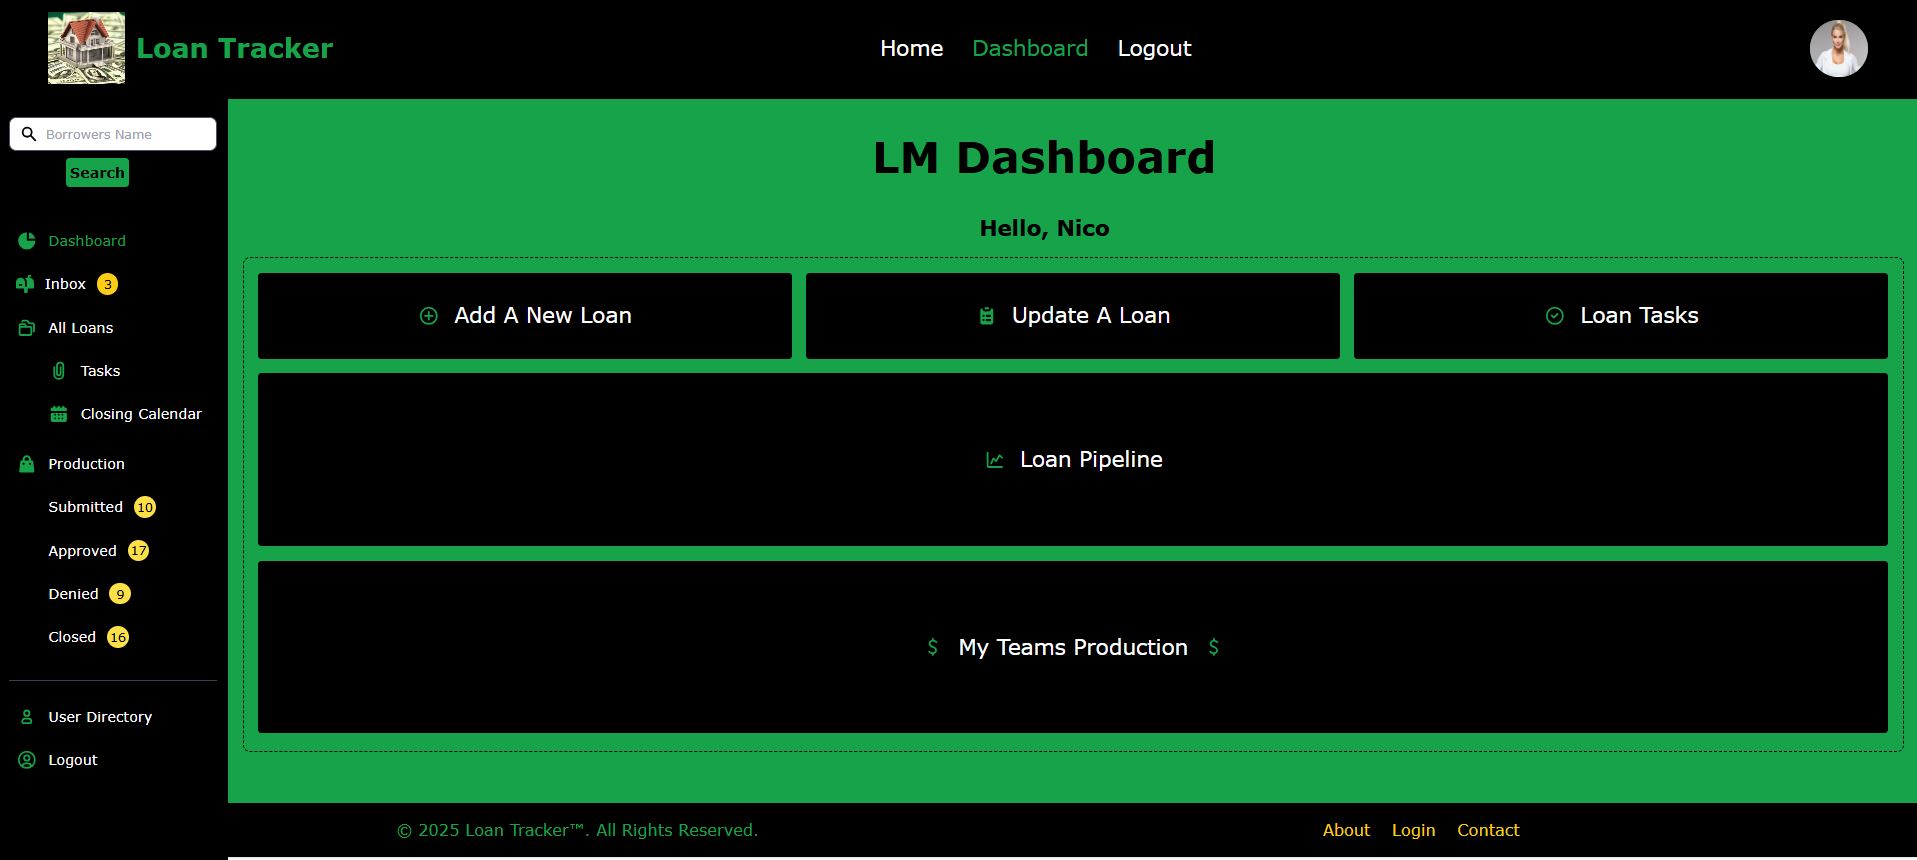 Loan Tracker
Home Dashboard Logout
Borrowers Name
Search
Dashboard
Inbox 3
All Loans
Tasks
Closing Calendar
Production
Submitted 10
Approved 17
Denied 9
Closed 16
User Directory
Logout
LM Dashboard
Hello, Nico
Add A New Loan
Update A Loan
Loan Tasks
Loan Pipeline
$ My Teams Production $
© 2025 Loan Tracker™. All Rights Reserved.
About Login Contact